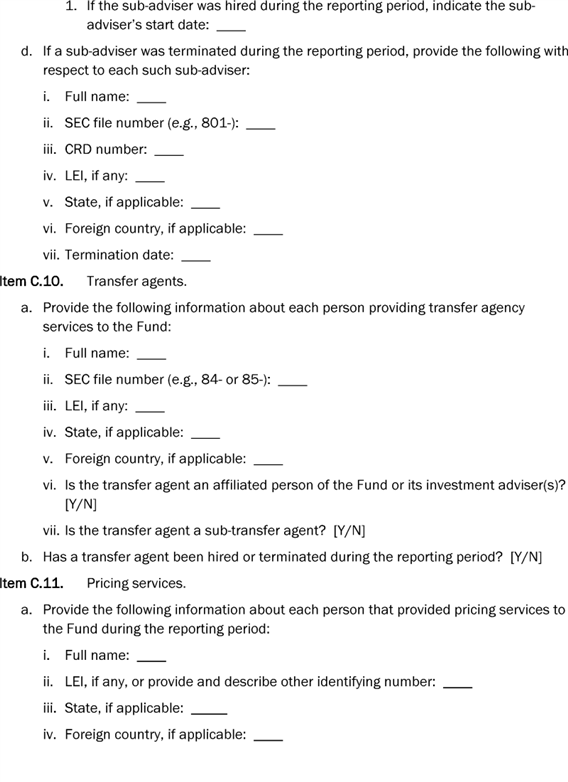 1. If the sub-adviser was hired during the reporting period, indicate the sub-
adviser's start date: ____
d. If a sub-adviser was terminated during the reporting period, provide the following with
respect to each such sub-adviser:
i. Full name: ____
ii. SEC file number (e.g., 801-): ____
iii. CRD number: ____
iv. LEI, if any: ____
v. State, if applicable: ____
vi. Foreign country, if applicable: ____
vii. Termination date: ____
Item C.10. Transfer agents.
a. Provide the following information about each person providing transfer agency
services to the Fund:
i. Full name: ____
ii. SEC file number (e.g., 84- or 85-): ____
iii. LEI, if any: ____
iv. State, if applicable: ____
v. Foreign country, if applicable: ____
vi. Is the transfer agent an affiliated person of the Fund or its investment adviser(s)?
[Y/N]
vii. Is the transfer agent a sub-transfer agent? [Y/N]
b. Has a transfer agent been hired or terminated during the reporting period? [Y/N]
Item C.11. Pricing services.
a. Provide the following information about each person that provided pricing services to
the Fund during the reporting period:
i. Full name: ____
ii. LEI, if any, or provide and describe other identifying number: ____
iii. State, if applicable: _____
iv. Foreign country, if applicable: ____